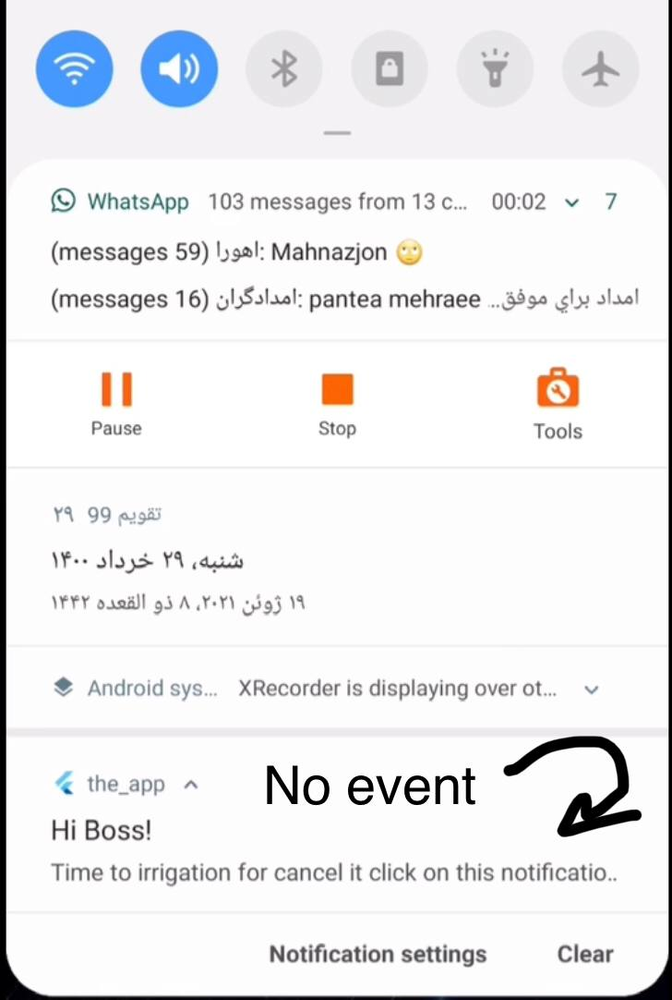 WhatsApp 103 messages from 13 c... 00:02 7
(messages 59) اهورا: Mahnazjon 🙄
(messages 16) امدادگران: pantea mehraee امداد براي موفق...
Pause Stop Tools
تقویم 99 ۲۹
شنبه، ۲۹ خرداد ۱۴۰۰
۱۹ ژوئن ۲۰۲۱، ۸ ذو القعده ۱۴۴۲
Android sys... XRecorder is displaying over ot...
the_app No event
Hi Boss!
Time to irrigation for cancel it click on this notificatio..
Notification settings Clear